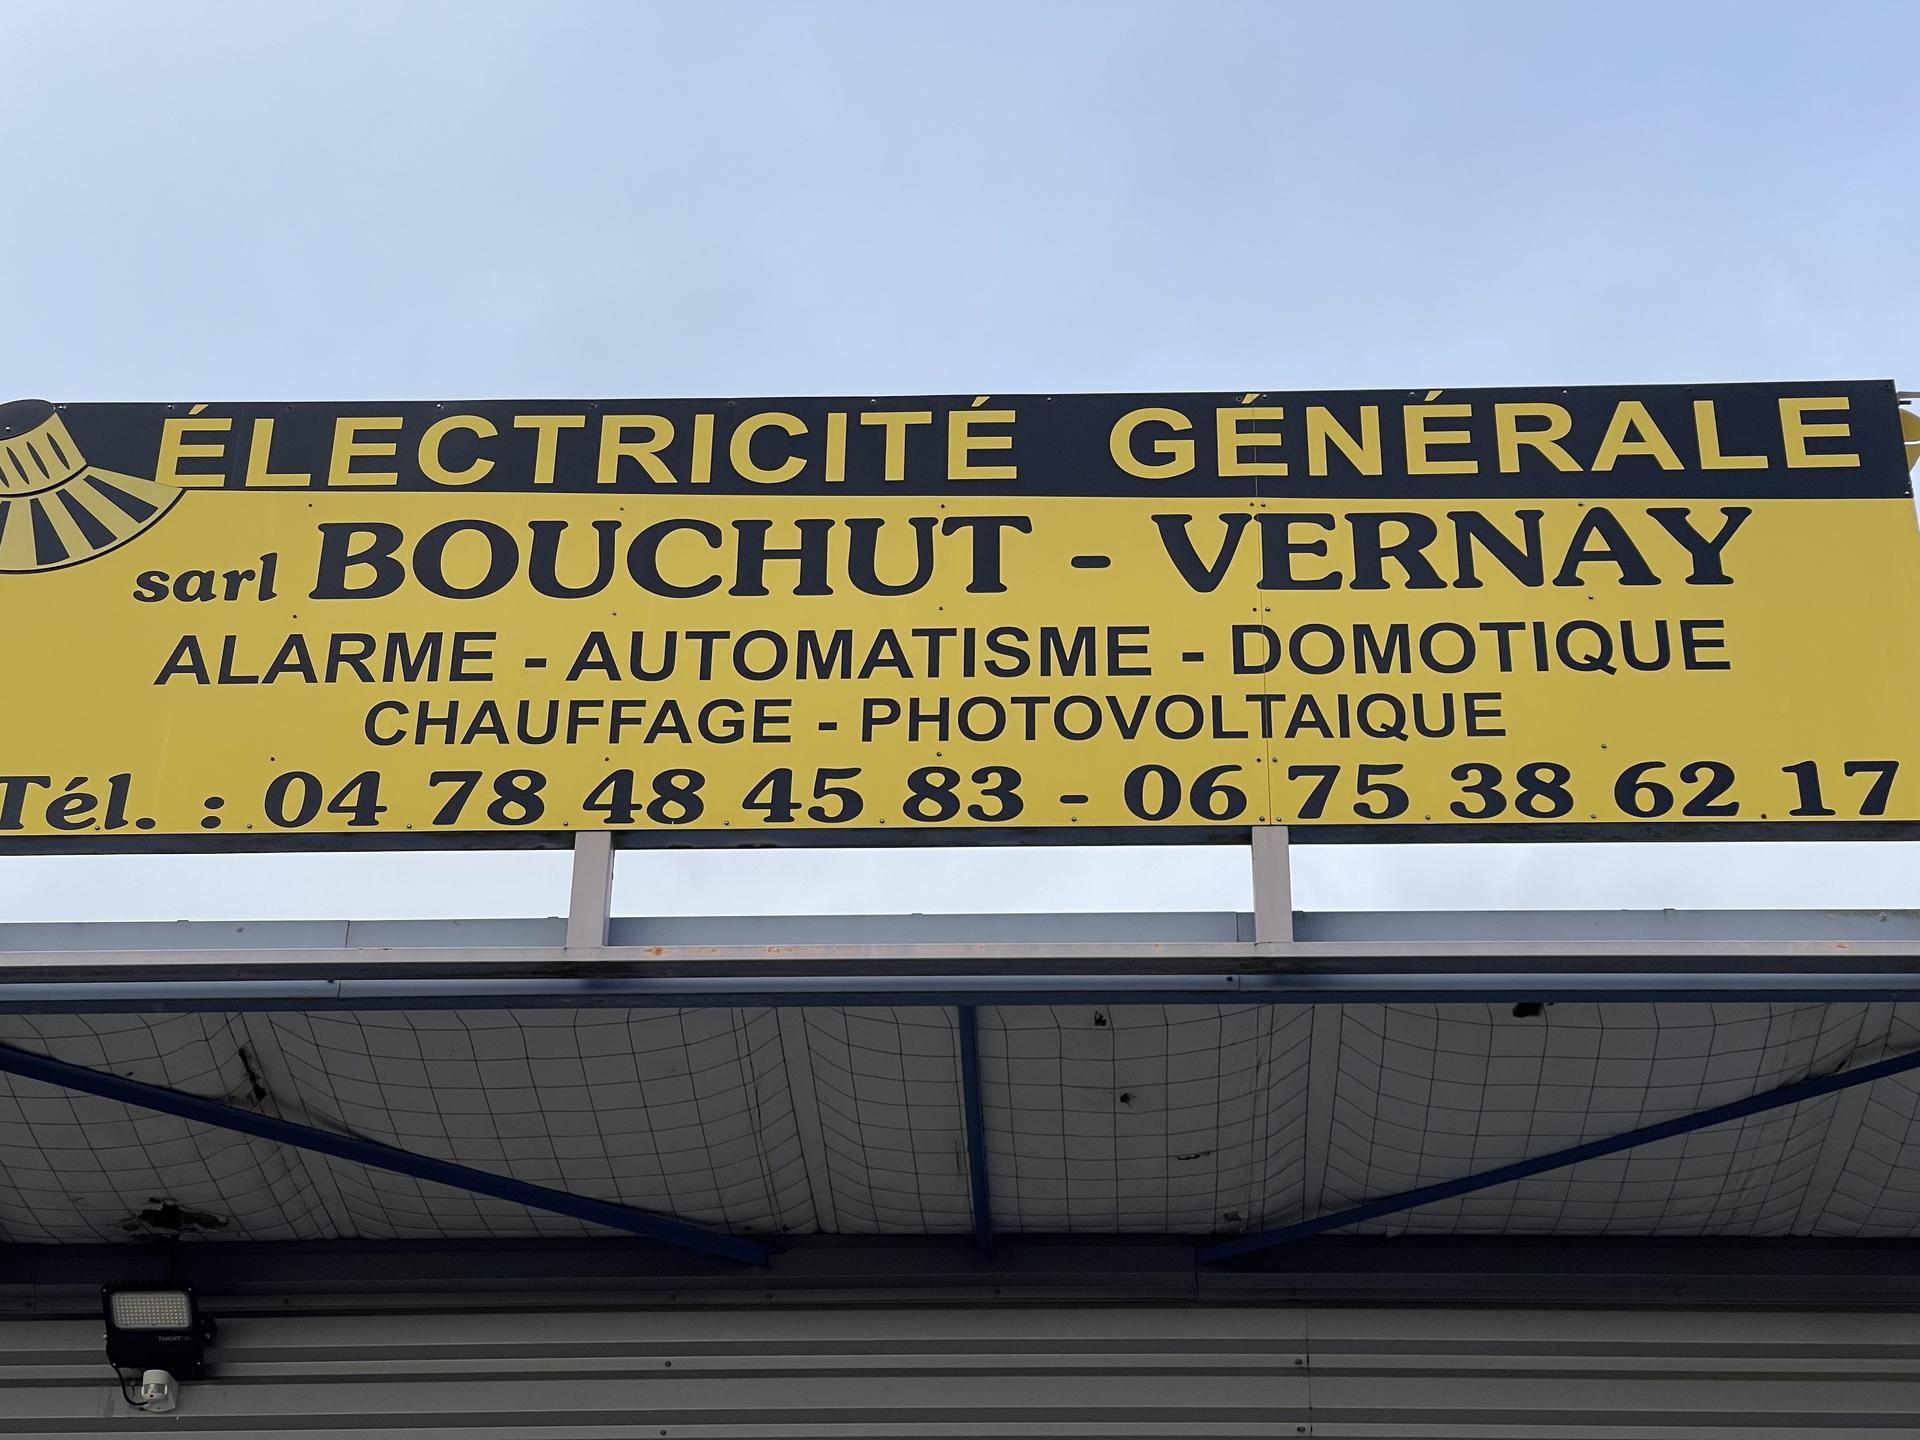 ÉLECTRICITÉ GÉNÉRALE
sarl BOUCHUT - VERNAY
ALARME - AUTOMATISME - DOMOTIQUE
CHAUFFAGE - PHOTOVOLTAIQUE
Tél. : 04 78 48 45 83 - 06 75 38 62 17